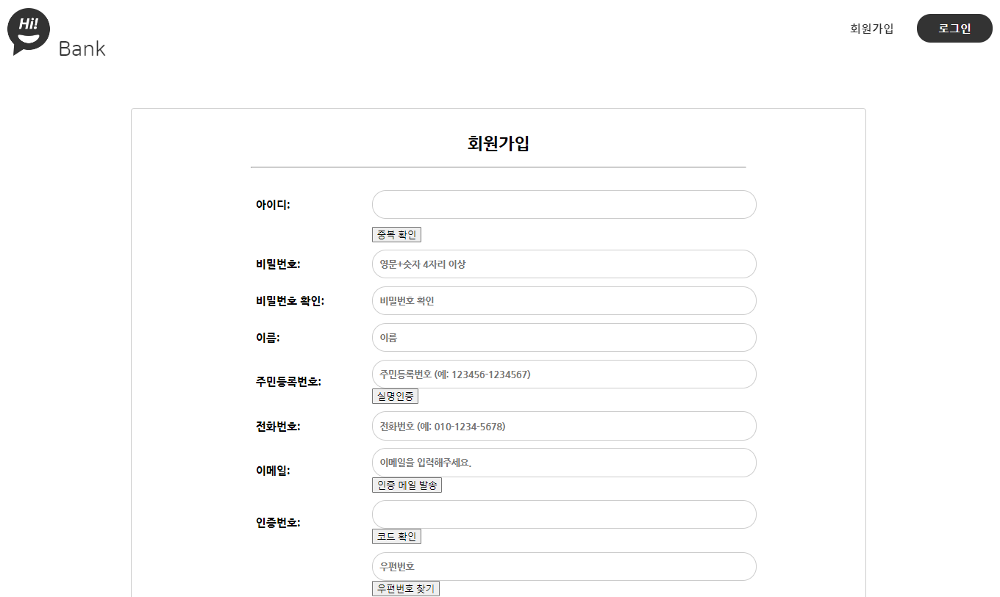 Hi!
Bank
회원가입
로그인
회원가입
아이디:
중복 확인
비밀번호:
영문+숫자 4자리 이상
비밀번호 확인:
비밀번호 확인
이름:
이름
주민등록번호:
주민등록번호 (예: 123456-1234567)
실명인증
전화번호:
전화번호 (예: 010-1234-5678)
이메일:
이메일을 입력해주세요.
인증 메일 발송
인증번호:
코드 확인
우편번호
우편번호 찾기